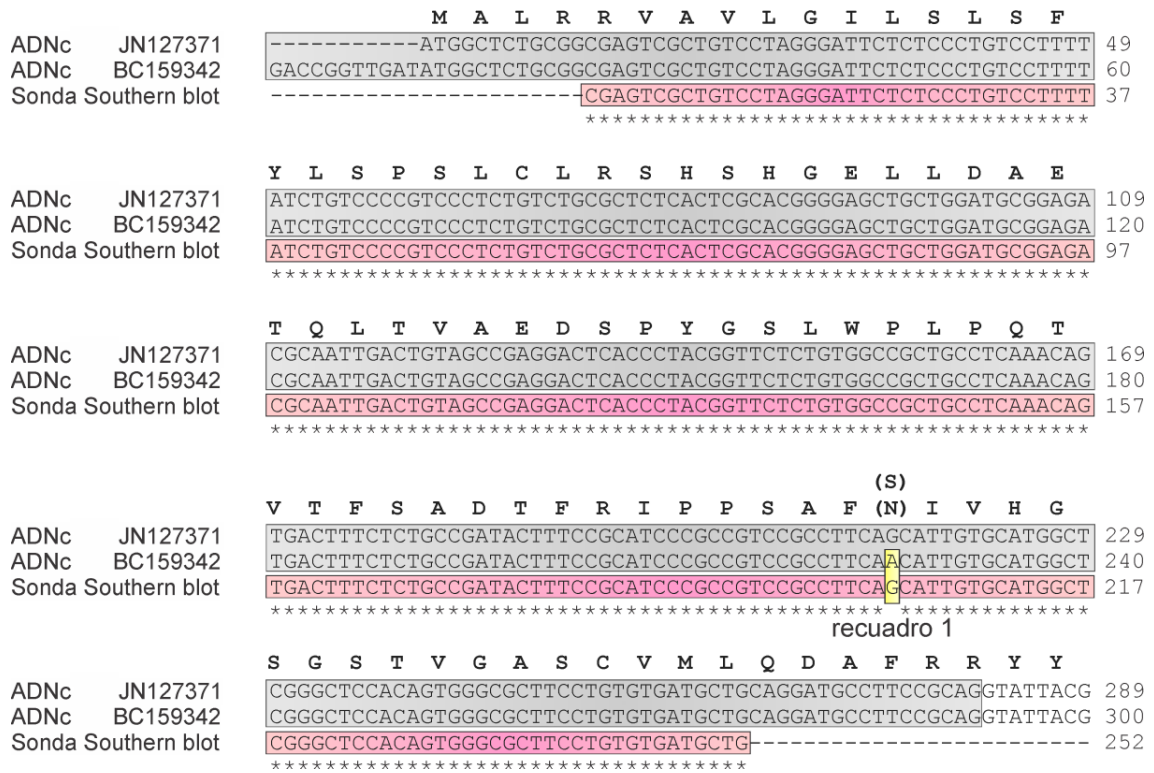 M A L R R V A V L G I L S L S F
ADNc JN127371 -----------ATGGCTCTGCGGCGAGTCGCTGTCCTAGGGATTCTCTCCCTGTCCTTTT 49
ADNc BC159342 GACCGGTTGATATGGCTCTGCGGCGAGTCGCTGTCCTAGGGATTCTCTCCCTGTCCTTTT 60
Sonda Southern blot -----------------------CGAGTCGCTGTCCTAGGGATTCTCTCCCTGTCCTTTT 37
*************************************
Y L S P S L C L R S H S H G E L L D A E
ADNc JN127371 ATCTGTCCCCGTCCCTCTGTCTGCGCTCTCACTCGCACGGGGAGCTGCTGGATGCGGAGA 109
ADNc BC159342 ATCTGTCCCCGTCCCTCTGTCTGCGCTCTCACTCGCACGGGGAGCTGCTGGATGCGGAGA 120
Sonda Southern blot ATCTGTCCCCGTCCCTCTGTCTGCGCTCTCACTCGCACGGGGAGCTGCTGGATGCGGAGA 97
************************************************************
T Q L T V A E D S P Y G S L W P L P Q T
ADNc JN127371 CGCAATTGACTGTAGCCGAGGACTCACCCTACGGTTCTCTGTGGCCGCTGCCTCAAACAG 169
ADNc BC159342 CGCAATTGACTGTAGCCGAGGACTCACCCTACGGTTCTCTGTGGCCGCTGCCTCAAACAG 180
Sonda Southern blot CGCAATTGACTGTAGCCGAGGACTCACCCTACGGTTCTCTGTGGCCGCTGCCTCAAACAG 157
************************************************************
(S)
V T F S A D T F R I P P S A F (N) I V H G
ADNc JN127371 TGACTTTCTCTGCCGATACTTTCCGCATCCCGCCGTCCGCCTTCAGCATTGTGCATGGCT 229
ADNc BC159342 TGACTTTCTCTGCCGATACTTTCCGCATCCCGCCGTCCGCCTTCAACATTGTGCATGGCT 240
Sonda Southern blot TGACTTTCTCTGCCGATACTTTCCGCATCCCGCCGTCCGCCTTCAGCATTGTGCATGGCT 217
********************************************* **************
recuadro 1
S G S T V G A S C V M L Q D A F R R Y Y
ADNc JN127371 CGGGCTCCACAGTGGGCGCTTCCTGTGTGATGCTGCAGGATGCCTTCCGCAGGTATTACG 289
ADNc BC159342 CGGGCTCCACAGTGGGCGCTTCCTGTGTGATGCTGCAGGATGCCTTCCGCAGGTATTACG 300
Sonda Southern blot CGGGCTCCACAGTGGGCGCTTCCTGTGTGATGCTG------------------------- 252
***********************************